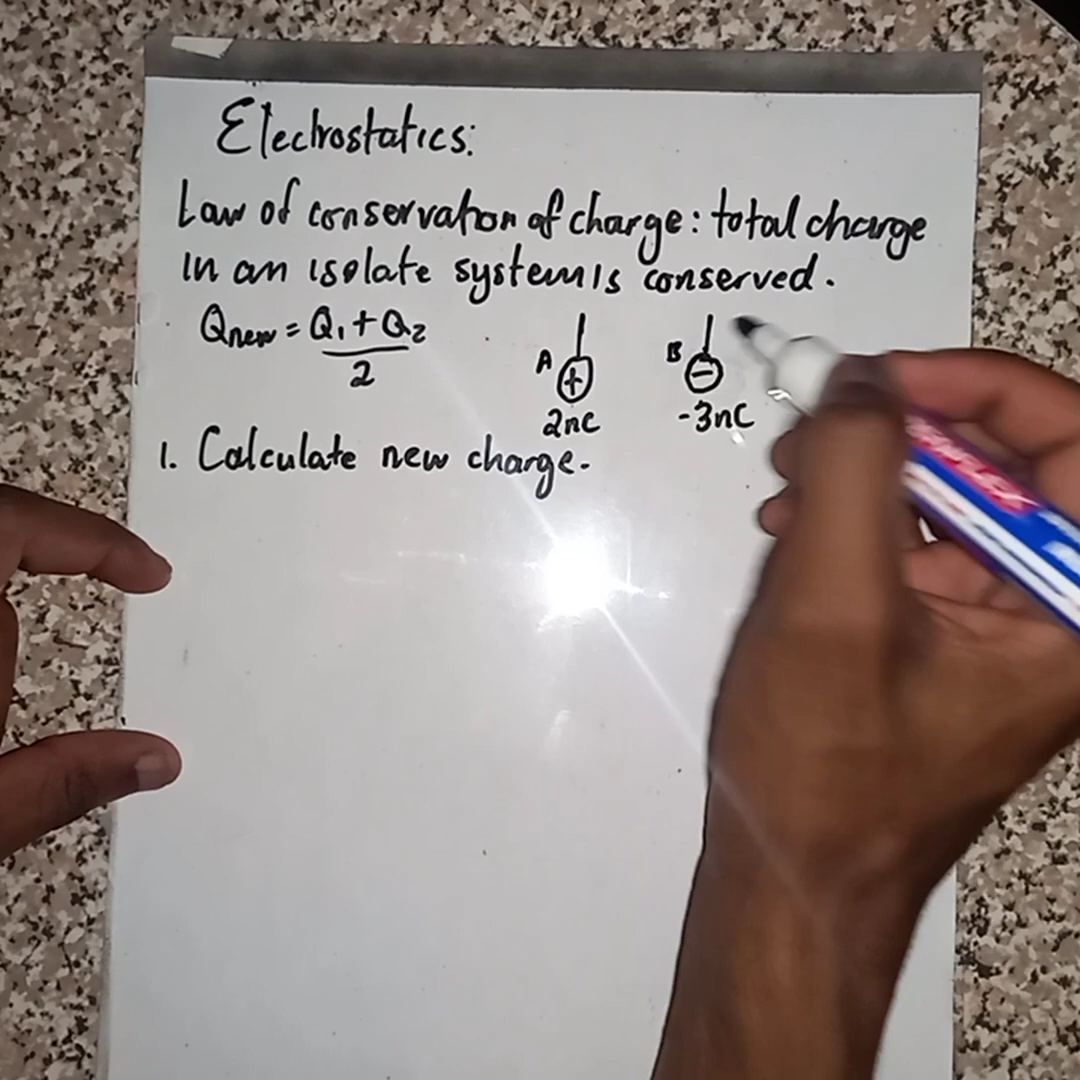 Electrostatics:
Law of conservation of charge: total charge
in an isolate system is conserved.
Qnew = Q1 + Q2
2
A
+
2nC
B
-
-3nC
1. Calculate new charge.